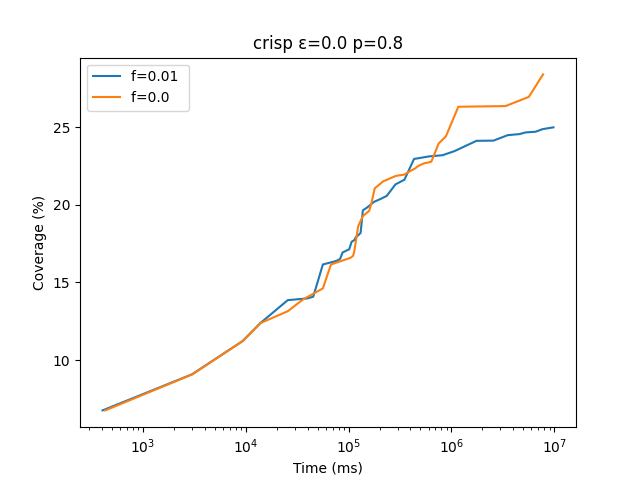 crisp ε=0.0 p=0.8
f=0.01
f=0.0
Coverage (%)
25
20
15
10
10³ 10⁴ 10⁵ 10⁶ 10⁷
Time (ms)